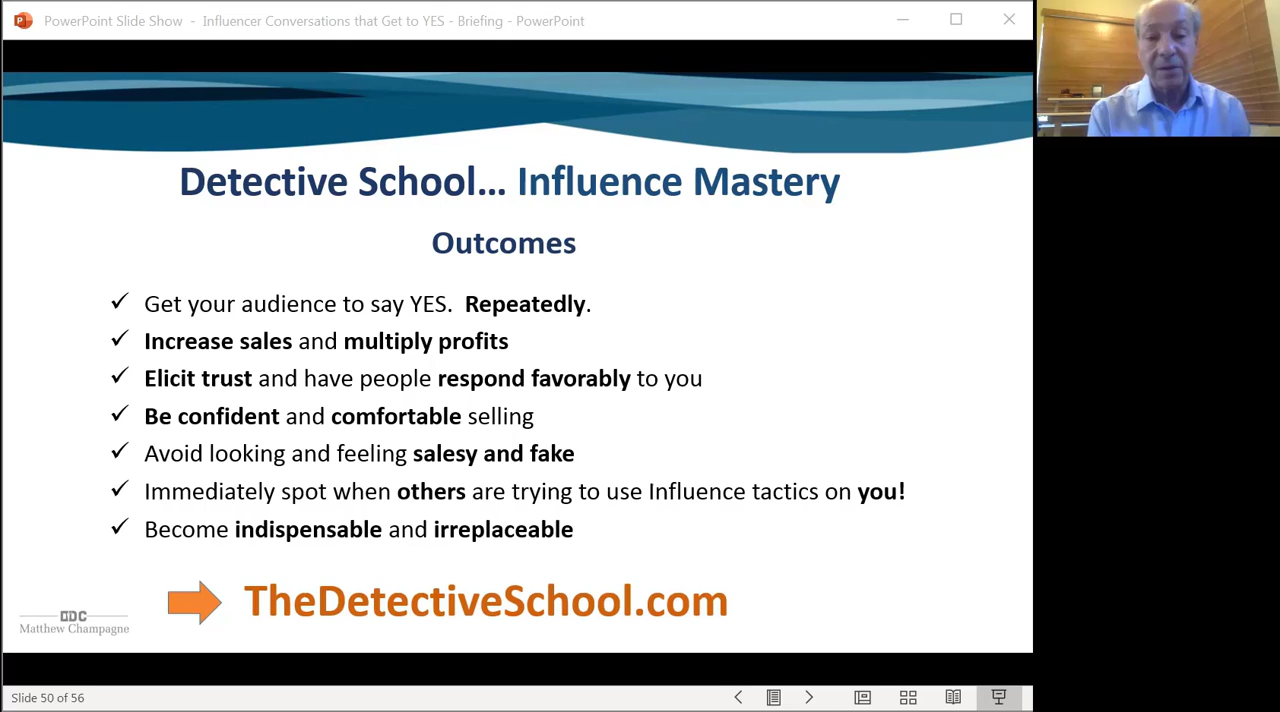 PowerPoint Slide Show - Influencer Conversations that Get to YES - Briefing - PowerPoint
Detective School... Influence Mastery
Outcomes
✓ Get your audience to say YES. Repeatedly.
✓ Increase sales and multiply profits
✓ Elicit trust and have people respond favorably to you
✓ Be confident and comfortable selling
✓ Avoid looking and feeling salesy and fake
✓ Immediately spot when others are trying to use Influence tactics on you!
✓ Become indispensable and irreplaceable
TheDetectiveSchool.com
Matthew Champagne
Slide 50 of 56